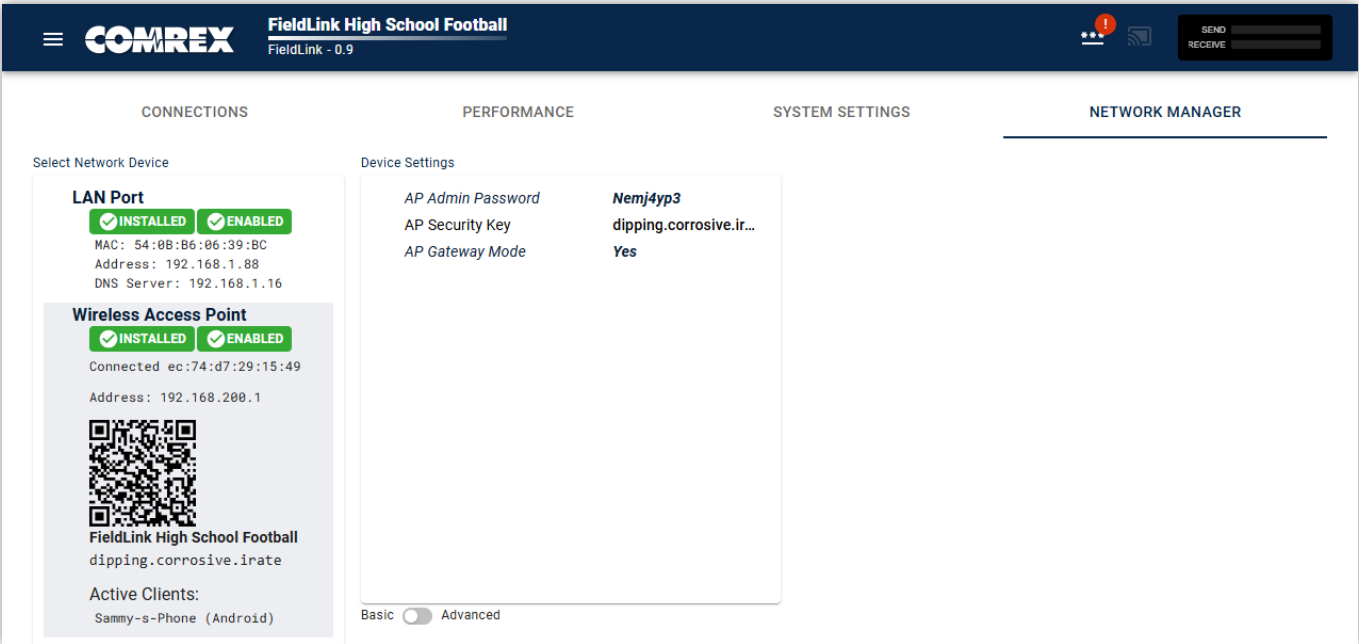 COMREX
FieldLink High School Football
FieldLink - 0.9
!
SEND
RECEIVE
CONNECTIONS PERFORMANCE SYSTEM SETTINGS NETWORK MANAGER
Select Network Device
LAN Port
INSTALLED ENABLED
MAC: 54:0B:B6:06:39:BC
Address: 192.168.1.88
DNS Server: 192.168.1.16
Wireless Access Point
INSTALLED ENABLED
Connected ec:74:d7:29:15:49
Address: 192.168.200.1
FieldLink High School Football
dipping.corrosive.irate
Active Clients:
Sammy-s-Phone (Android)
Device Settings
AP Admin Password Nemj4yp3
AP Security Key dipping.corrosive.ir...
AP Gateway Mode Yes
Basic Advanced